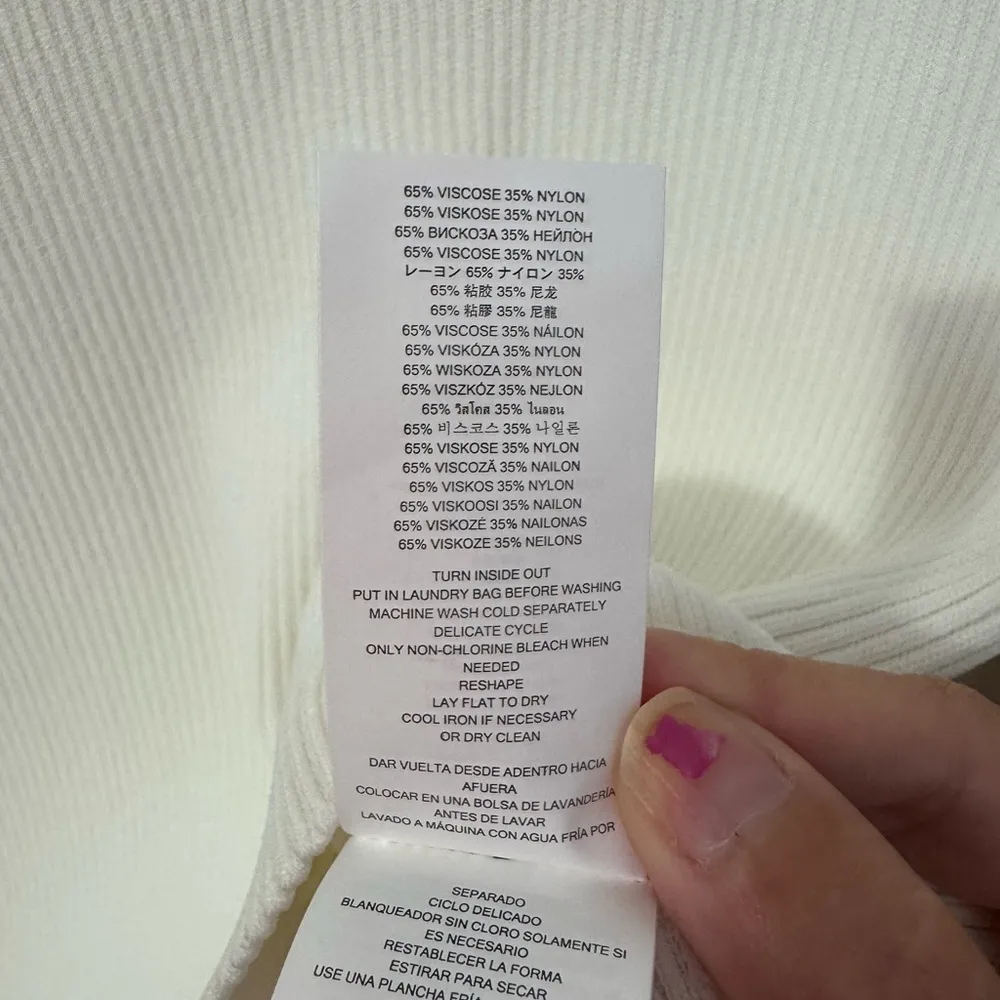 65% VISCOSE 35% NYLON
65% VISKOSE 35% NYLON
65% ВИСКОЗА 35% НЕЙЛОН
65% VISCOSE 35% NYLON
レーヨン 65% ナイロン 35%
65% 粘胶 35% 尼龙
65% 粘膠 35% 尼龍
65% VISCOSE 35% NÁILON
65% VISKÓZA 35% NYLON
65% WISKOZA 35% NYLON
65% VISZKÓZ 35% NEJLON
65% วิสโคส 35% ไนลอน
65% 비스코스 35% 나일론
65% VISKOSE 35% NYLON
65% VISCOZĂ 35% NAILON
65% VISKOS 35% NYLON
65% VISKOOSI 35% NAILON
65% VISKOZĖ 35% NAILONAS
65% VISKOZE 35% NEILONS
TURN INSIDE OUT
PUT IN LAUNDRY BAG BEFORE WASHING
MACHINE WASH COLD SEPARATELY
DELICATE CYCLE
ONLY NON-CHLORINE BLEACH WHEN
NEEDED
RESHAPE
LAY FLAT TO DRY
COOL IRON IF NECESSARY
OR DRY CLEAN
DAR VUELTA DESDE ADENTRO HACIA
AFUERA
COLOCAR EN UNA BOLSA DE LAVANDERÍA
ANTES DE LAVAR
LAVADO A MÁQUINA CON AGUA FRÍA POR
SEPARADO
CICLO DELICADO
BLANQUEADOR SIN CLORO SOLAMENTE SI
ES NECESARIO
RESTABLECER LA FORMA
ESTIRAR PARA SECAR
USE UNA PLANCHA FRÍA